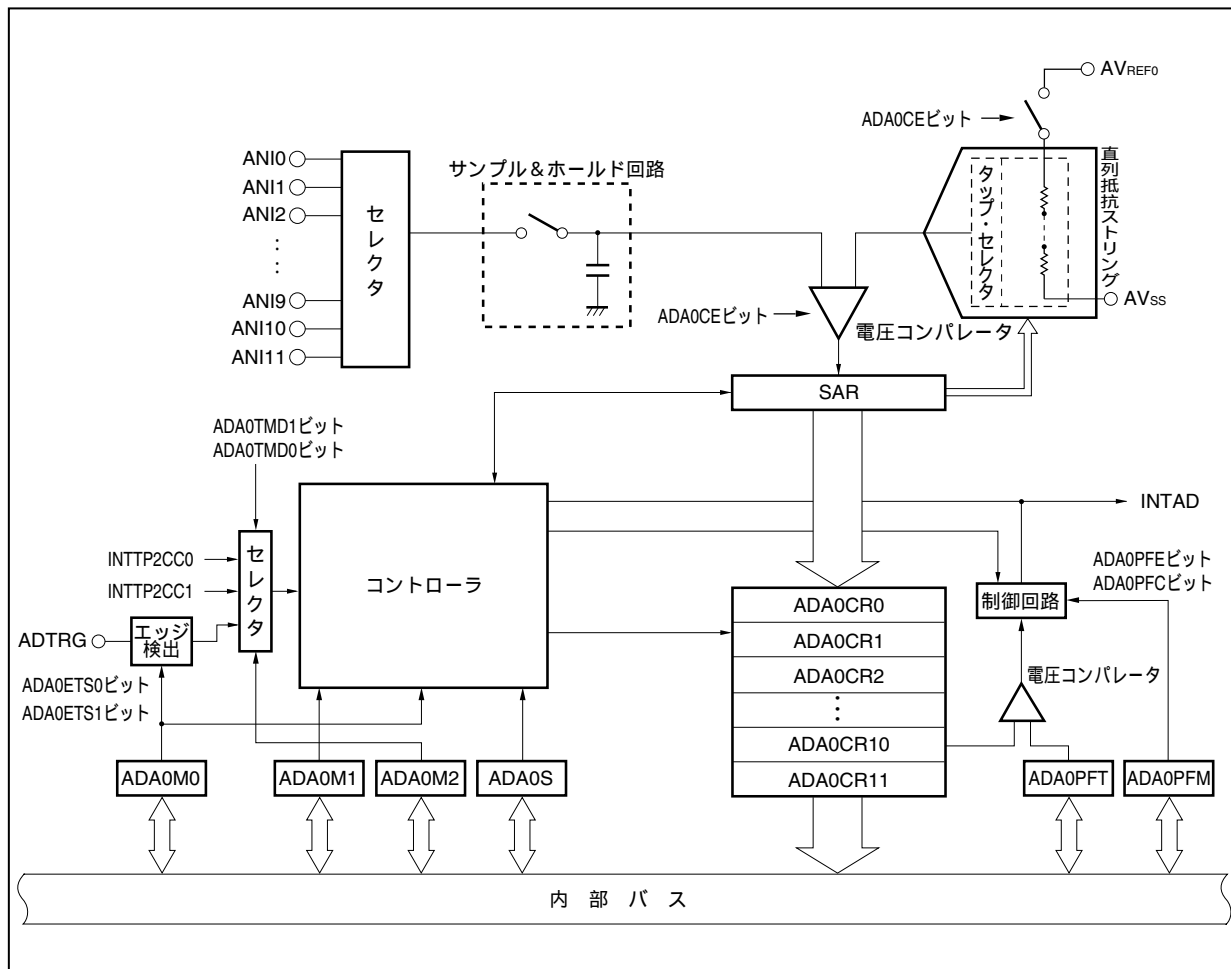 AVREF0
ADA0CEビット
ANI0
ANI1
ANI2
ANI9
ANI10
ANI11
セレクタ
サンプル＆ホールド回路
タップ・セレクタ
直列抵抗ストリング
AVSS
ADA0CEビット
電圧コンパレータ
SAR
ADA0TMD1ビット
ADA0TMD0ビット
INTTP2CC0
INTTP2CC1
セレクタ
コントローラ
INTAD
ADA0PFEビット
ADA0PFCビット
制御回路
ADTRG
エッジ
検出
ADA0ETS0ビット
ADA0ETS1ビット
ADA0CR0
ADA0CR1
ADA0CR2
ADA0CR10
ADA0CR11
電圧コンパレータ
ADA0M0
ADA0M1
ADA0M2
ADA0S
ADA0PFT
ADA0PFM
内部バス